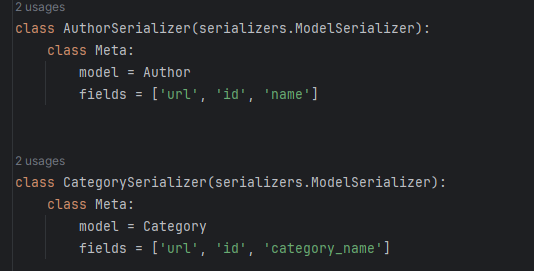 2 usages
class AuthorSerializer(serializers.ModelSerializer):
    class Meta:
        model = Author
        fields = ['url', 'id', 'name']
2 usages
class CategorySerializer(serializers.ModelSerializer):
    class Meta:
        model = Category
        fields = ['url', 'id', 'category_name']